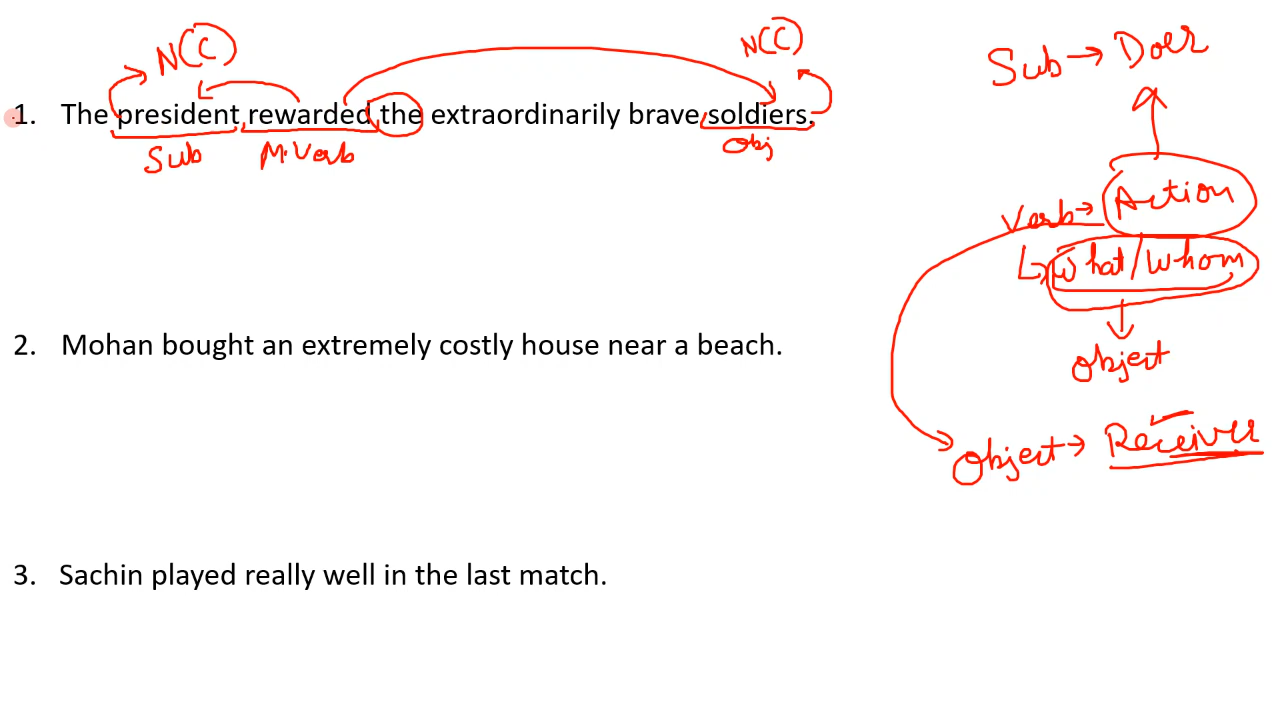 N(C)
N(C)
Sub → Doer
1. The president rewarded the extraordinarily brave soldiers.
Sub
M.Verb
Obj
Verb → Action
What/Whom
2. Mohan bought an extremely costly house near a beach.
Object
Object → Receiver
3. Sachin played really well in the last match.